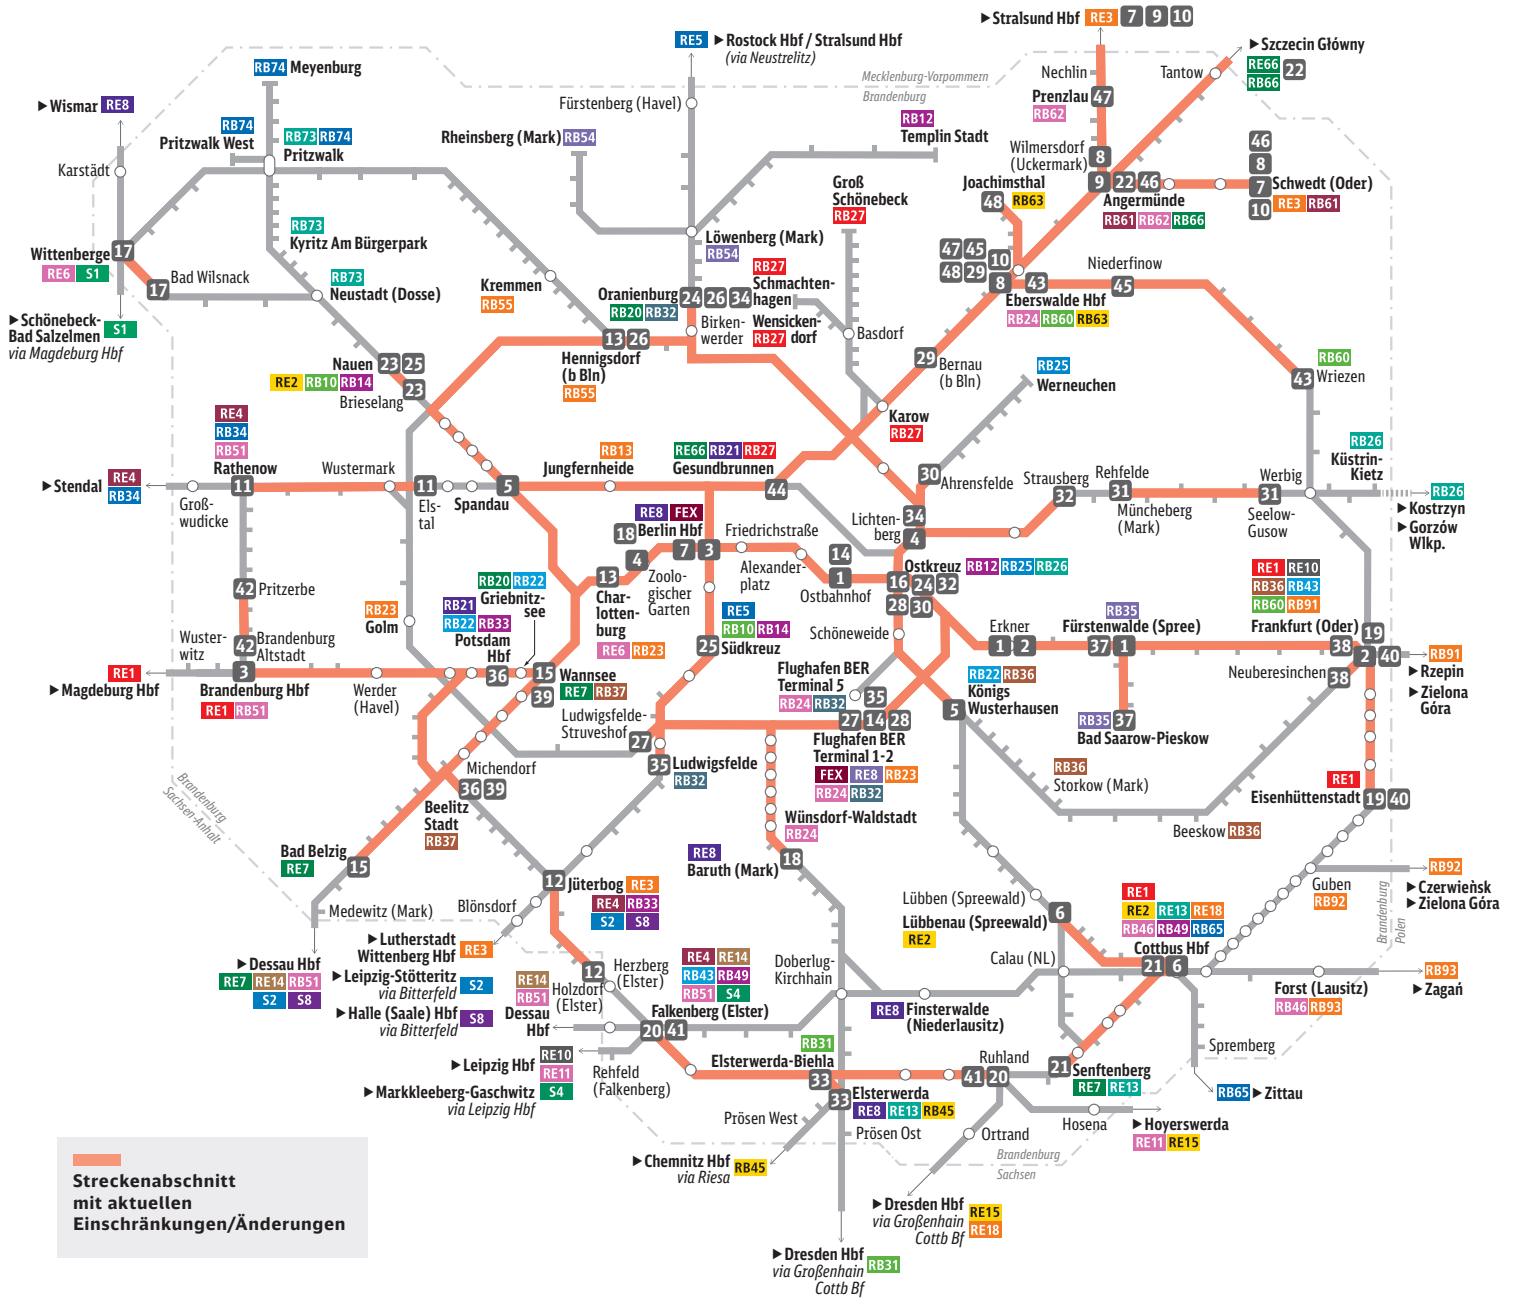 Stralsund Hbf RE3 7 9 10
RE5 Rostock Hbf / Stralsund Hbf
(via Neustrelitz)
Szczecin Główny
RE66 22
RB66
Mecklenburg-Vorpommern
Brandenburg
Nechlin
Tantow
Prenzlau 47
RB62
RB74 Meyenburg
Wismar RE8
Fürstenberg (Havel)
RB74
Pritzwalk West
RB73 RB74
Pritzwalk
Rheinsberg (Mark) RB54
RB12
Templin Stadt
Karstädt
Wilmersdorf
(Uckermark) 8
46
8
7 Schwedt (Oder)
10 RE3 RB61
Groß
Schönebeck
RB27
Joachimsthal
48 RB63
9 22 46
Angermünde
RB61 RB62 RB66
RB73
Kyritz Am Bürgerpark
Löwenberg (Mark)
RB54
Wittenberge 17
RE6 S1
Bad Wilsnack
17
RB73
Neustadt (Dosse)
Kremmen
RB55
Oranienburg 24 26 34
RB20 RB32
RB27
Schmachten-
hagen
Wensicken-
dorf
RB27
Birken-
werder
Basdorf
47 45
48 29
10
8 43
Eberswalde Hbf
RB24 RB60 RB63
Niederfinow
45
Schönebeck-
Bad Salzelmen S1
via Magdeburg Hbf
13 26
Hennigsdorf
(b Bln)
RB55
29
Bernau
(b Bln)
RB25
Werneuchen
RB60
43 Wriezen
Nauen 23 25
RE2 RB10 RB14
Brieselang 23
Karow
RB27
RE4
RB34
RB51
Rathenow
11
Wustermark
11
Els-
tal
Spandau
5
RB13
Jungfernheide
RE66 RB21 RB27
Gesundbrunnen
44
30
Ahrensfelde
Strausberg
32
Rehfelde
31
Müncheberg
(Mark)
Werbig
31
Seelow-
Gusow
RB26
Küstrin-
Kietz
RB26
Kostrzyn
Gorzów
Wlkp.
Stendal RE4
RB34
Groß-
wudicke
RE8 FEX
18 Berlin Hbf
4 7 3
Friedrichstraße
Alexander-
platz
14
1
Ostbahnhof
Lichten-
berg
34
4
Ostkreuz RB12 RB25 RB26
16 24 32
28 30
Schöneweide
13
Char-
lotten-
burg
RE6 RB23
Zoolo-
gischer
Garten
RE5
RB10 RB14
25 Südkreuz
RE1 RE10
RB36 RB43
RB60 RB91
Frankfurt (Oder)
19
38
2 40
RB91
Rzepin
Zielona
Góra
42 Pritzerbe
RB23
Golm
RB20 RB22
Griebnitz-
see
RB21
RB22 RB33
Potsdam
Hbf
36
Wuster-
witz
42
Brandenburg
Altstadt
3
Brandenburg Hbf
RE1 RB51
RE1
Magdeburg Hbf
Werder
(Havel)
15 Wannsee
39 RE7 RB37
Erkner
1 2
RB22 RB36
Königs
Wusterhausen
5
RB35
Fürstenwalde (Spree)
37 1
RB35 37
Bad Saarow-Pieskow
Neuberesinchen
38
Flughafen BER
Terminal 5
RB24 RB32
35
27 14 28
Flughafen BER
Terminal 1-2
FEX RE8 RB23
RB24 RB32
Ludwigsfelde-
Struveshof
27
35 Ludwigsfelde
RB32
Michendorf
36 39
Beelitz
Stadt
RB37
RB36
Storkow (Mark)
Beeskow RB36
RE1
Eisenhüttenstadt 19 40
Brandenburg
Sachsen-Anhalt
Wünsdorf-Waldstadt
RB24
Bad Belzig
RE7
15
RE8
Baruth (Mark) 18
RB92
Czerwieńsk
Zielona Góra
Guben
RB92
Medewitz (Mark)
Blönsdorf
12 Jüterbog RE3
RE4 RB33
S2 S8
Lübben (Spreewald)
6
Lübbenau (Spreewald)
RE2
RE1
RE2 RE13 RE18
RB46 RB49 RB65
Cottbus Hbf
21 6
Brandenburg
Polen
Lutherstadt
Wittenberg Hbf RE3
Dessau Hbf
RE7 RE14 RB51
S2 S8
Leipzig-Stötteritz S2
via Bitterfeld
Halle (Saale) Hbf S8
via Bitterfeld
12
Herzberg
(Elster)
RE14
RB51
Holzdorf
(Elster)
Dessau
Hbf
RE4 RE14
RB43 RB49
RB51 S4
Falkenberg (Elster)
20 41
Doberlug-
Kirchhain
Calau (NL)
RE8 Finsterwalde
(Niederlausitz)
Forst (Lausitz)
RB46 RB93
RB93
Zagań
Leipzig Hbf RE10
RE11
Markkleeberg-Gaschwitz S4
via Leipzig Hbf
Rehfeld
(Falkenberg)
RB31
Elsterwerda-Biehla
33
33 Elsterwerda
RE8 RE13 RB45
Ruhland
41 20
21 Senftenberg
RE7 RE13
Spremberg
RB65 Zittau
Prösen West
Prösen Ost
Ortrand
Hosena
Hoyerswerda
RE11 RE15
Brandenburg
Sachsen
Chemnitz Hbf RB45
via Riesa
Dresden Hbf
via Großenhain
Cottb Bf
RE15
RE18
Dresden Hbf
via Großenhain
Cottb Bf
RB31
Streckenabschnitt
mit aktuellen
Einschränkungen/Änderungen